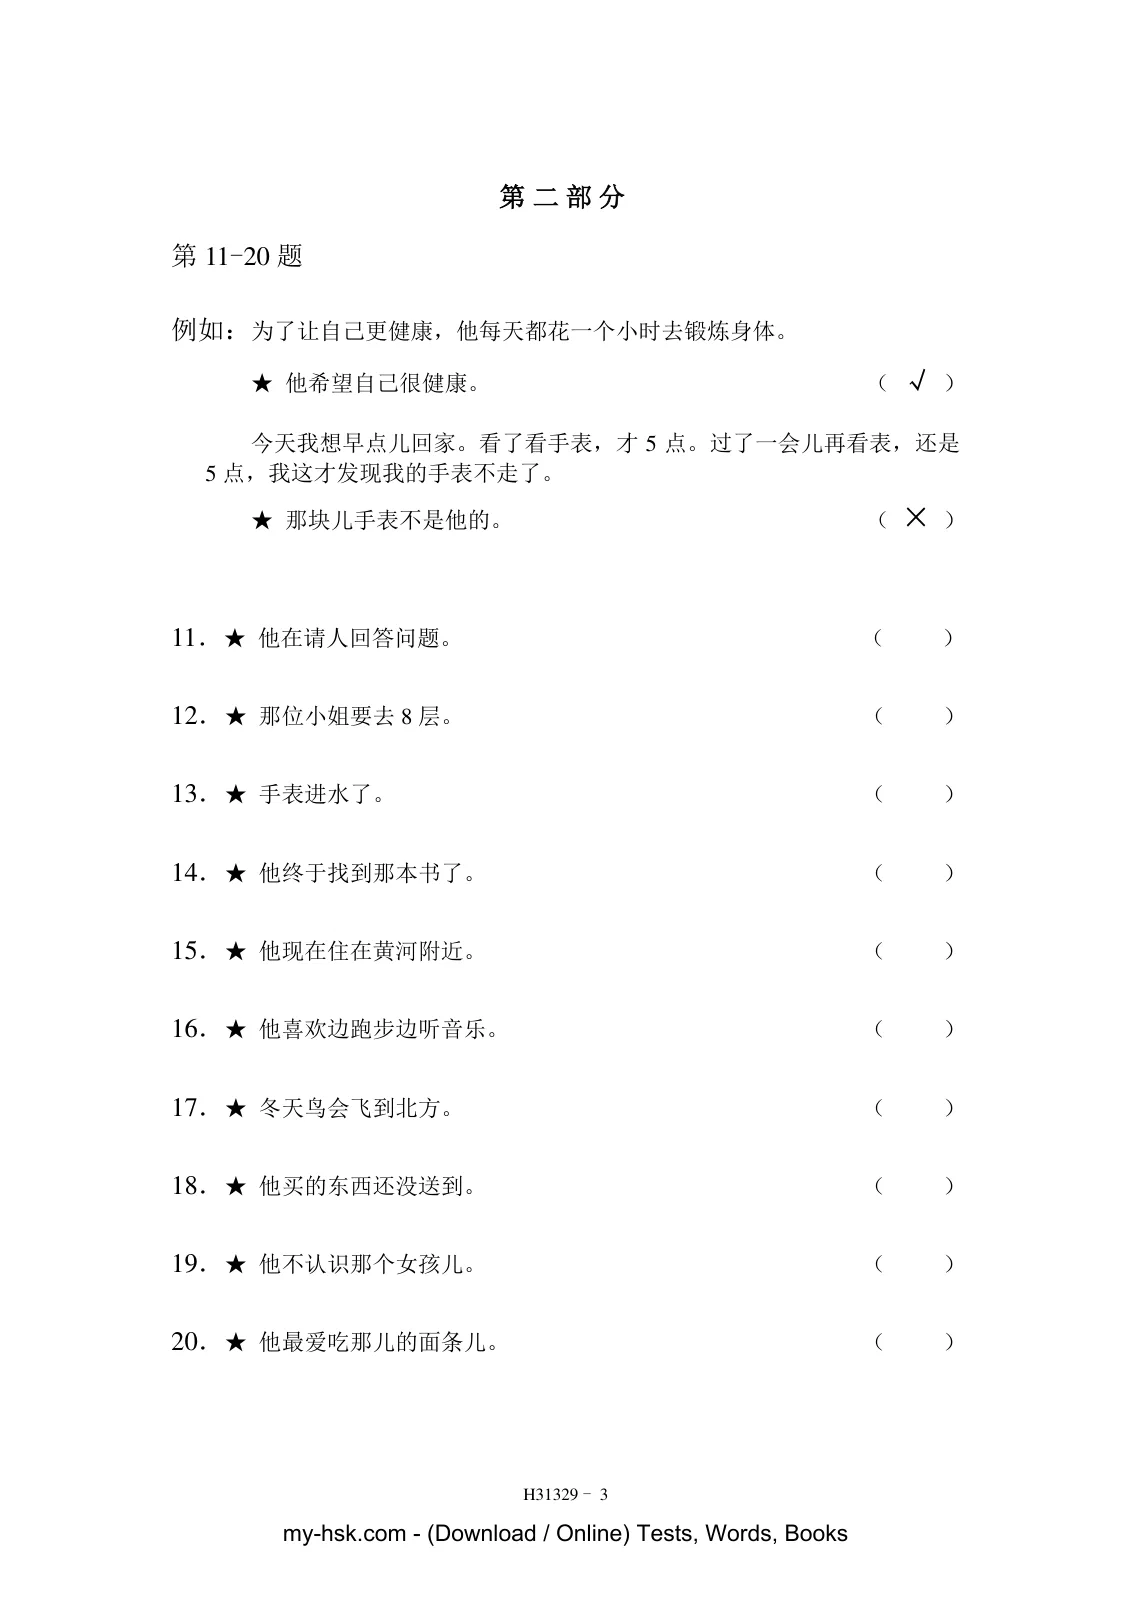 第二部分
第 11-20 题
例如：为了让自己更健康，他每天都花一个小时去锻炼身体。
★ 他希望自己很健康。 （ √ ）
今天我想早点儿回家。看了看手表，才 5 点。过了一会儿再看表，还是
5 点，我这才发现我的手表不走了。
★ 那块儿手表不是他的。 （ × ）
11. ★ 他在请人回答问题。 （ ）
12. ★ 那位小姐要去 8 层。 （ ）
13. ★ 手表进水了。 （ ）
14. ★ 他终于找到那本书了。 （ ）
15. ★ 他现在住在黄河附近。 （ ）
16. ★ 他喜欢边跑步边听音乐。 （ ）
17. ★ 冬天鸟会飞到北方。 （ ）
18. ★ 他买的东西还没送到。 （ ）
19. ★ 他不认识那个女孩儿。 （ ）
20. ★ 他最爱吃那儿的面条儿。 （ ）
H31329 - 3
my-hsk.com - (Download / Online) Tests, Words, Books